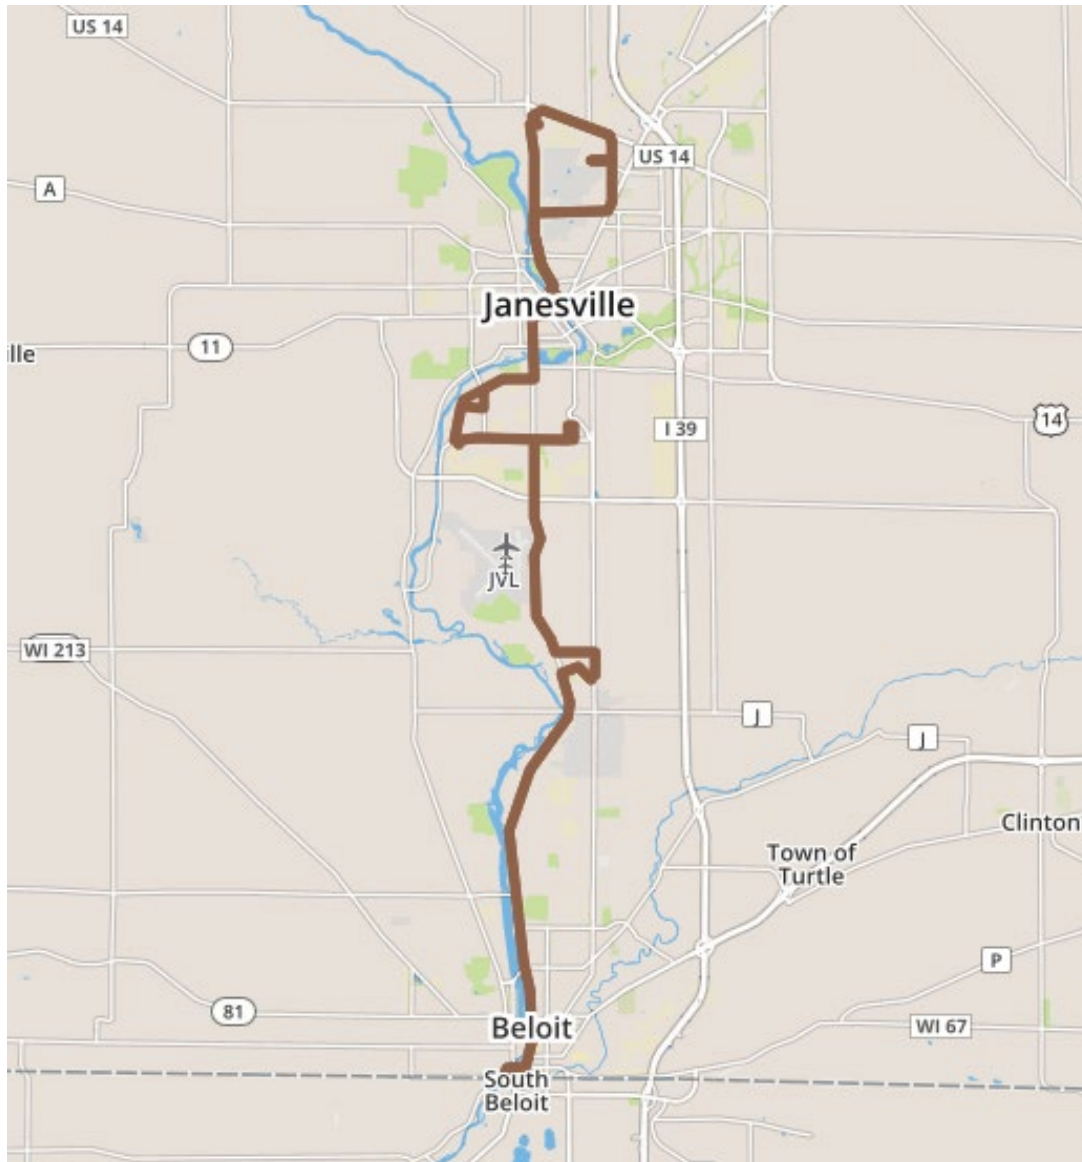 US 14
US 14
A
Janesville
11
ille
14
I 39
JVL
WI 213
J
J
Clinton
Town of
Turtle
P
81
Beloit
WI 67
South
Beloit